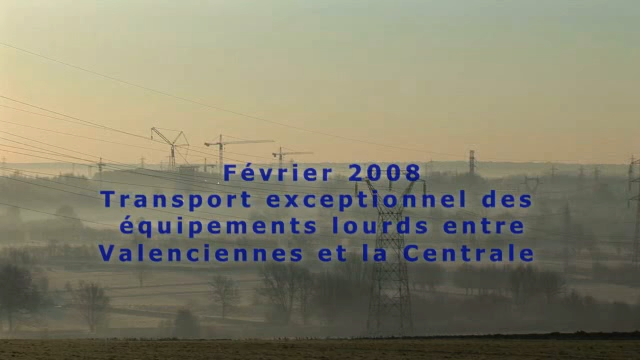 Février 2008
Transport exceptionnel des
équipements lourds entre
Valenciennes et la Centrale